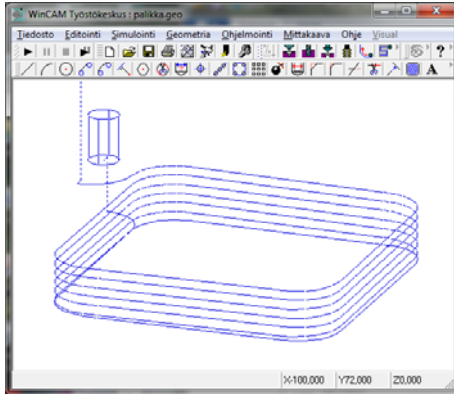 WinCAM Työstökeskus : palikka.geo
Tiedosto Editointi Simulointi Geometria Ohjelmointi Mittakaava Ohje Visual
A
X-100,000 Y72,000 Z0,000